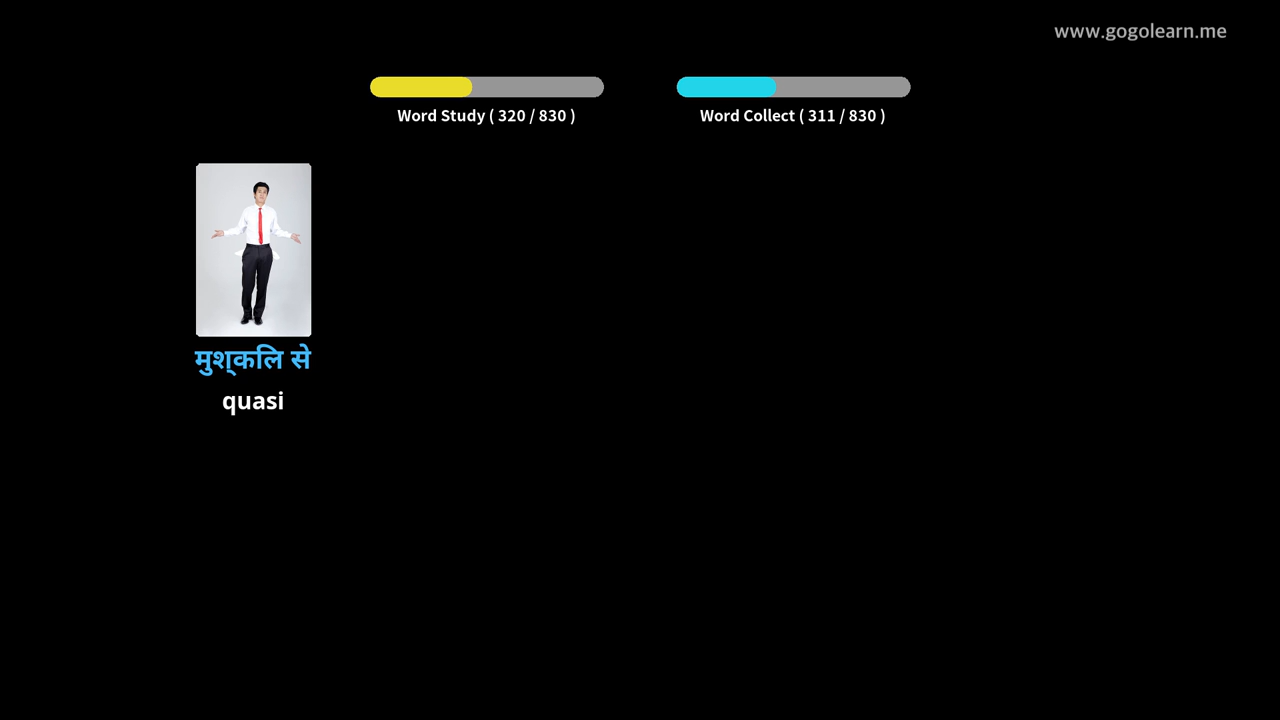 www.gogolearn.me
Word Study ( 320 / 830 )
Word Collect ( 311 / 830 )
मुश्कलि से
quasi